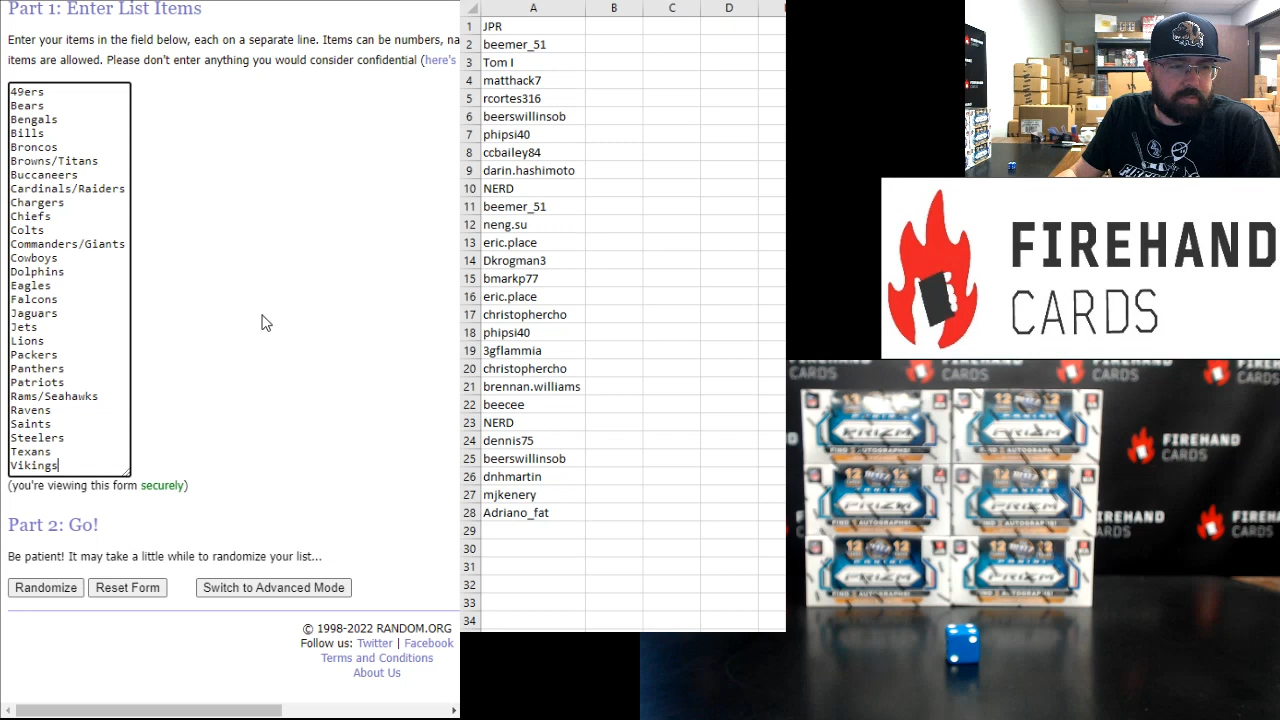 Part 1: Enter List Items
Enter your items in the field below, each on a separate line. Items can be numbers, na
items are allowed. Please don't enter anything you would consider confidential (here's
49ers
Bears
Bengals
Bills
Broncos
Browns/Titans
Buccaneers
Cardinals/Raiders
Chargers
Chiefs
Colts
Commanders/Giants
Cowboys
Dolphins
Eagles
Falcons
Jaguars
Jets
Lions
Packers
Panthers
Patriots
Rams/Seahawks
Ravens
Saints
Steelers
Texans
Vikings
(you're viewing this form securely)
Part 2: Go!
Be patient! It may take a little while to randomize your list...
Randomize Reset Form Switch to Advanced Mode
© 1998-2022 RANDOM.ORG
Follow us: Twitter | Facebook
Terms and Conditions
About Us
A B C D
1 JPR
2 beemer_51
3 Tom I
4 matthack7
5 rcortes316
6 beerswillinsob
7 phipsi40
8 ccbailey84
9 darin.hashimoto
10 NERD
11 beemer_51
12 neng.su
13 eric.place
14 Dkrogman3
15 bmarkp77
16 eric.place
17 christophercho
18 phipsi40
19 3gflammia
20 christophercho
21 brennan.williams
22 beecee
23 NERD
24 dennis75
25 beerswillinsob
26 dnhmartin
27 mjkenery
28 Adriano_fat
29
30
31
32
33
34
FIREHAND
CARDS
FIREHAND
CARDS
PRIZM
PRIZM
PRIZM
PRIZM
PRIZM
PRIZM